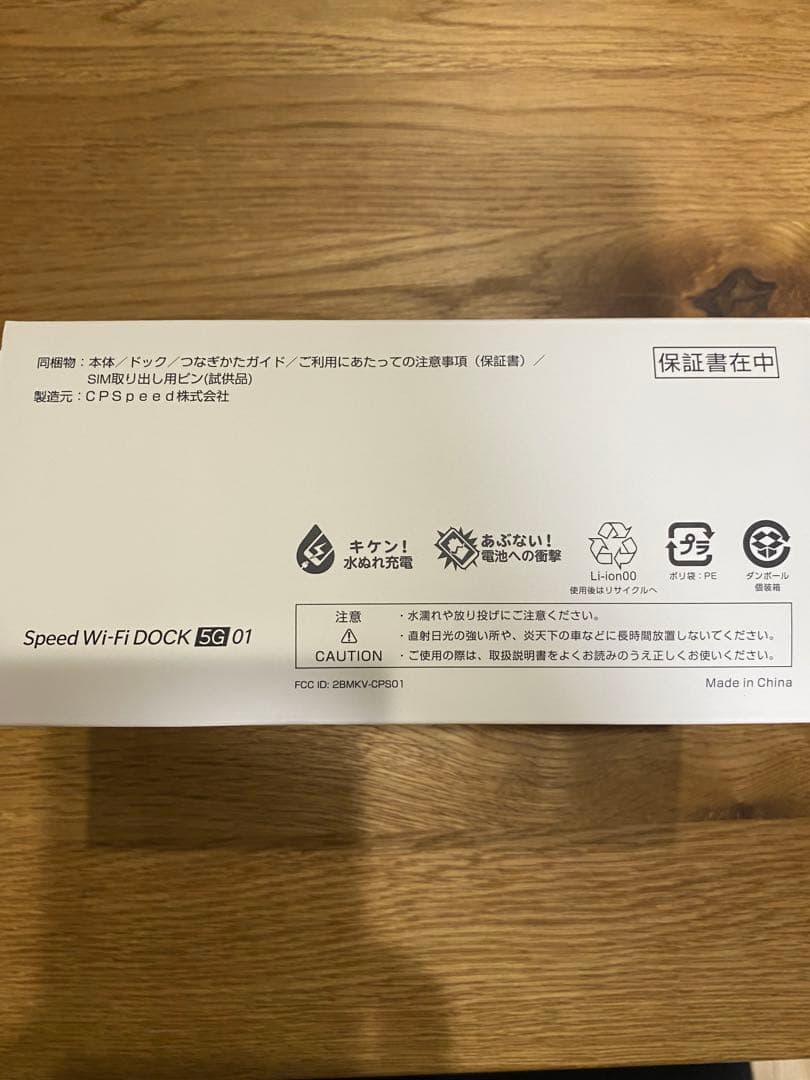 同梱物：本体／ドック／つなぎかたガイド／ご利用にあたっての注意事項（保証書）／
SIM取り出し用ピン(試供品)
製造元：ＣＰＳｐｅｅｄ株式会社
保証書在中
キケン！
水ぬれ充電
あぶない！
電池への衝撃
Li-ion00
使用後はリサイクルへ
プラ
ポリ袋：PE
ダンボール
個装箱
Speed Wi-Fi DOCK 5G 01
注意
CAUTION
・水濡れや放り投げにご注意ください。
・直射日光の強い所や、炎天下の車などに長時間放置しないでください。
・ご使用の際は、取扱説明書をよくお読みのうえ正しくお使いください。
FCC ID: 2BMKV-CPS01
Made in China